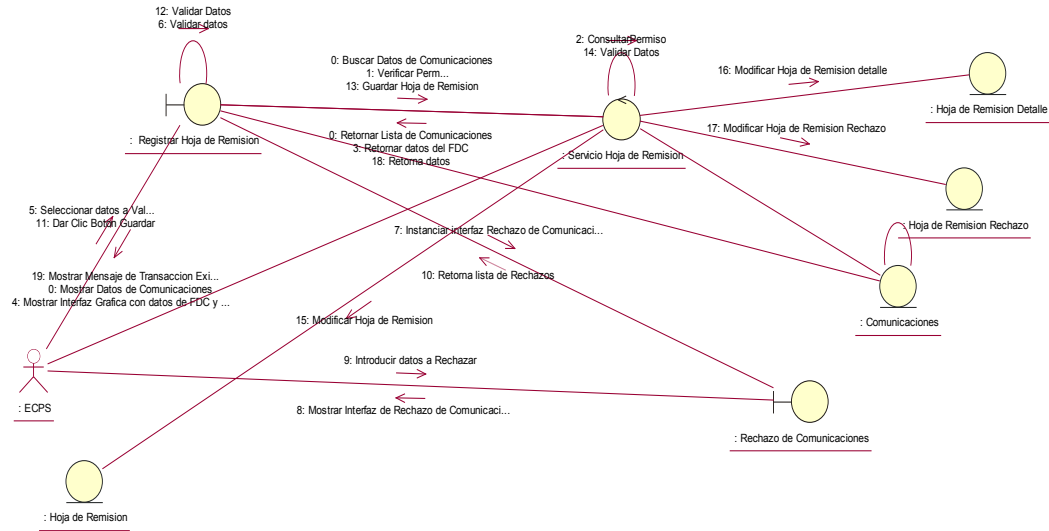 12: Validar Datos
6: Validar datos
2: ConsultarPermiso
14: Validar Datos
0: Buscar Datos de Comunicaciones
1: Verificar Perm...
13: Guardar Hoja de Remision
16: Modificar Hoja de Remision detalle
: Hoja de Remision Detalle
: Registrar Hoja de Remision
0: Retornar Lista de Comunicaciones
3: Retornar datos del FDC
18: Retorna datos
: Servicio Hoja de Remision
17: Modificar Hoja de Remision Rechazo
: Hoja de Remision Rechazo
5: Seleccionar datos a Val...
11: Dar Clic Boton Guardar
7: Instanciar interfaz Rechazo de Comunicaci...
10: Retorna lista de Rechazos
19: Mostrar Mensaje de Transaccion Exi...
0: Mostrar Datos de Comunicaciones
4: Mostrar Interfaz Grafica con datos de FDC y ...
15: Modificar Hoja de Remision
: Comunicaciones
9: Introducir datos a Rechazar
8: Mostrar Interfaz de Rechazo de Comunicaci...
: ECPS
: Rechazo de Comunicaciones
: Hoja de Remision